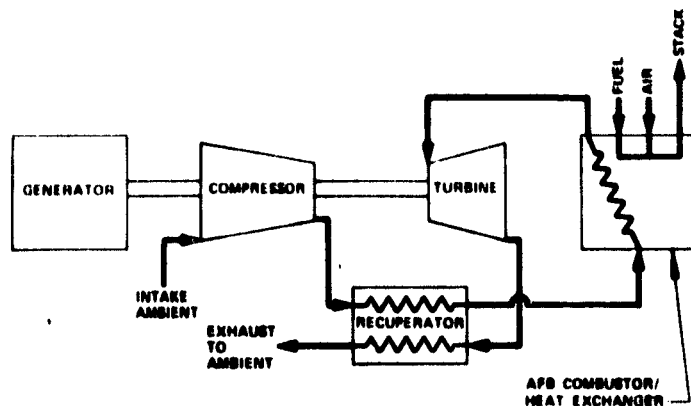 STACK
FUEL
AIR
GENERATOR
COMPRESSOR
TURBINE
INTAKE
AMBIENT
RECUPERATOR
EXHAUST
TO
AMBIENT
AFB COMBUSTOR/
HEAT EXCHANGER